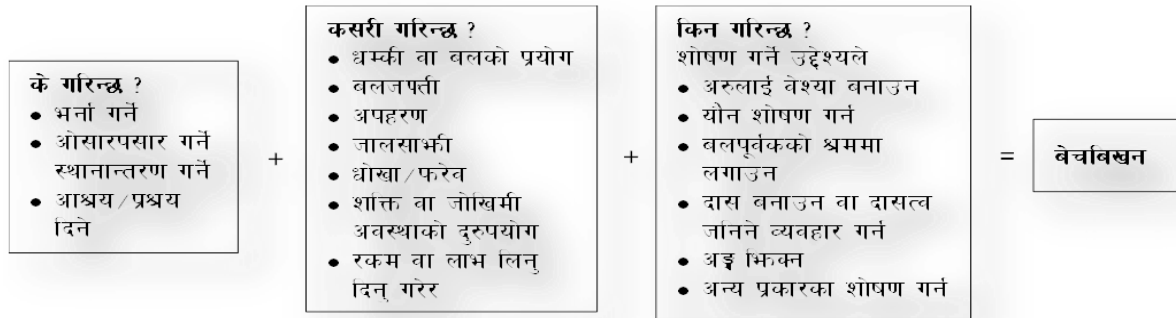 के गरिन्छ ?
• भर्ना गर्ने
• ओसारपसार गर्ने
स्थानान्तरण गर्ने
• आश्रय/प्रश्रय
दिने
+
कसरी गरिन्छ ?
• धम्की वा बलको प्रयोग
• बलजफ्ती
• अपहरण
• जालसाझी
• धोखा/फरेव
• शक्ति वा जोखिमी
अवस्थाको दुरुपयोग
• रकम वा लाभ लिनु
दिनु गरेर
+
किन गरिन्छ ?
शोषण गर्ने उद्देश्यले
• अरुलाई वेश्या बनाउन
• यौन शोषण गर्न
• बलपूर्वकको श्रममा
लगाउन
• दास बनाउन वा दासत्व
जनिने व्यवहार गर्न
• अङ्ग झिक्न
• अन्य प्रकारका शोषण गर्न
=
बेचबिखन